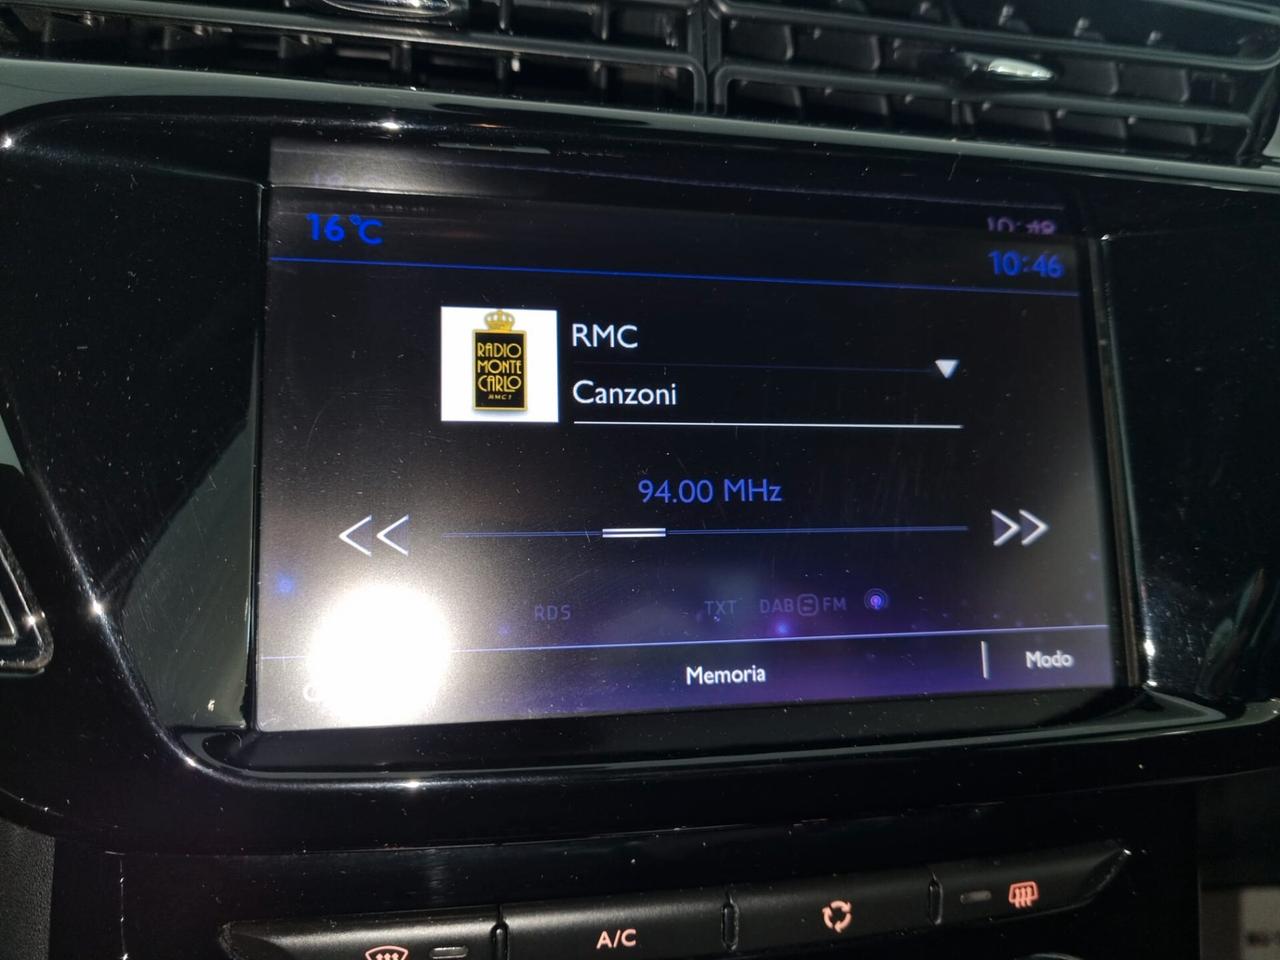 16°C
10:46
RADIO
MONTE
CARLO
RMC
Canzoni
94.00 MHz
RDS TXT DAB FM
Memoria
Modo
A/C